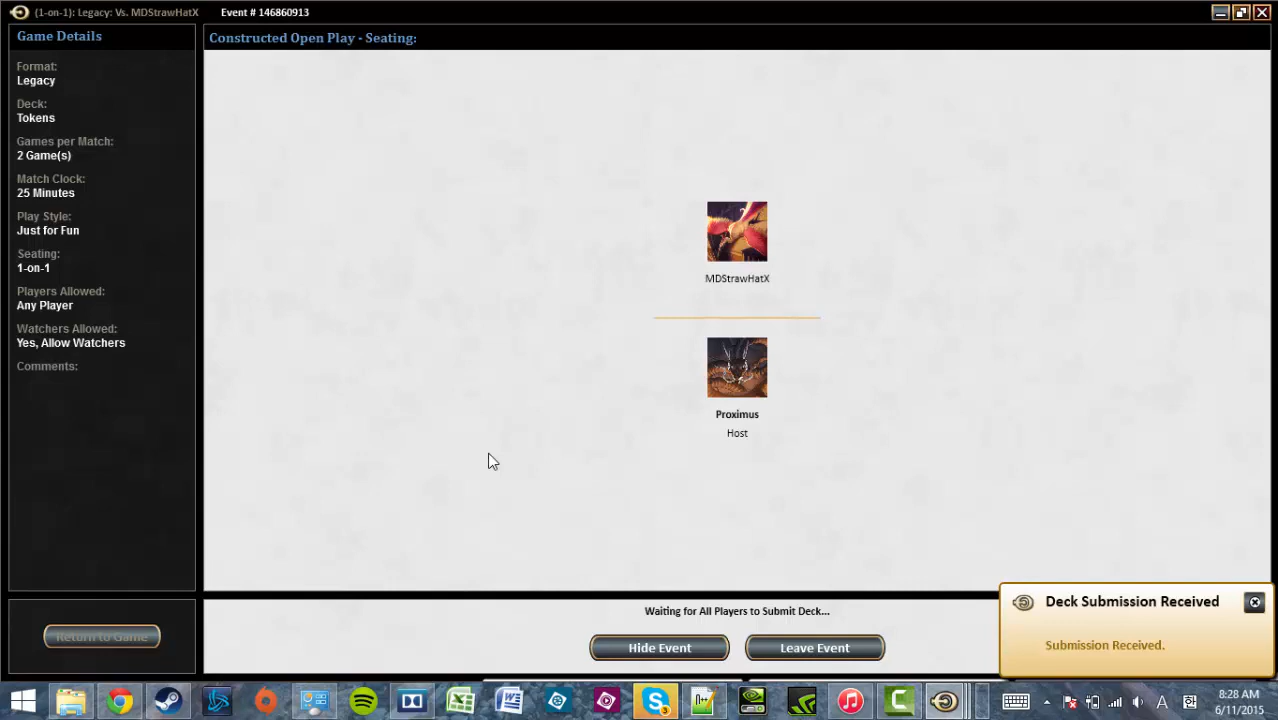 (1-on-1): Legacy: Vs. MDStrawHatX Event # 146860913
Game Details
Format:
Legacy
Deck:
Tokens
Games per Match:
2 Game(s)
Match Clock:
25 Minutes
Play Style:
Just for Fun
Seating:
1-on-1
Players Allowed:
Any Player
Watchers Allowed:
Yes, Allow Watchers
Comments:
Return to Game
Constructed Open Play - Seating:
MDStrawHatX
Proximus
Host
Waiting for All Players to Submit Deck...
Hide Event
Leave Event
Deck Submission Received
Submission Received.
8:28 AM
6/11/2015